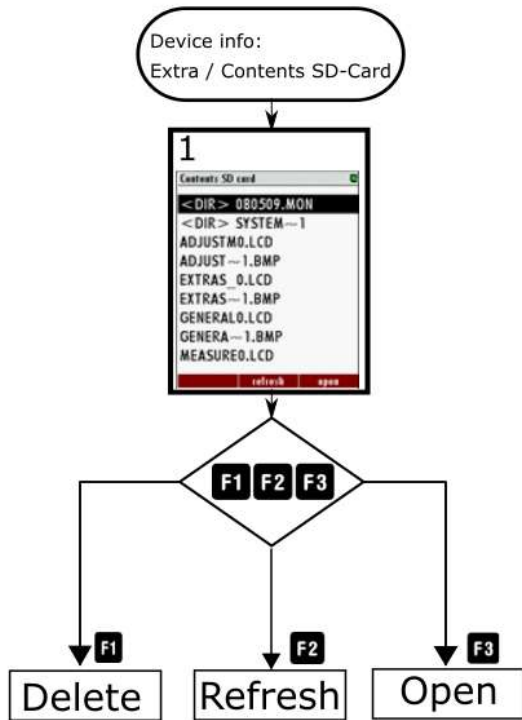 Device info:
Extra / Contents SD-Card
1
Contents SD card
<DIR> 080509.MON
<DIR> SYSTEM~1
ADJUSTM0.LCD
ADJUST~1.BMP
EXTRAS_0.LCD
EXTRAS~1.BMP
GENERAL0.LCD
GENERA~1.BMP
MEASURE0.LCD
refresh open
F1 F2 F3
F1 F2 F3
Delete Refresh Open